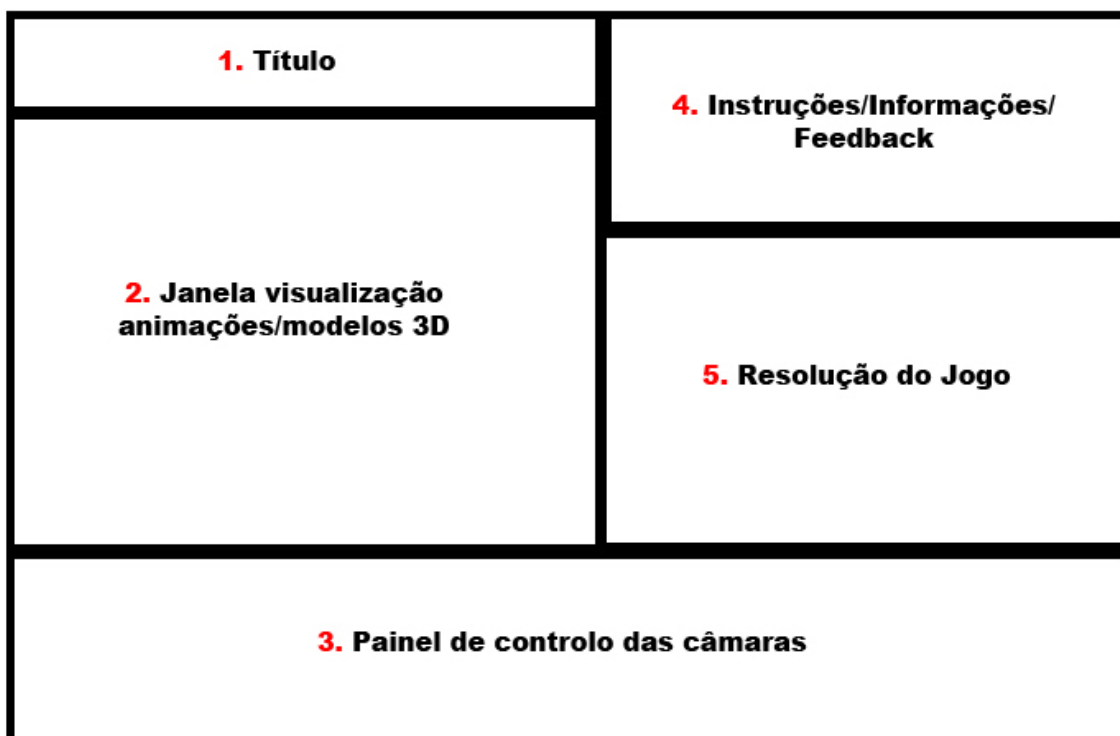 1. Título
2. Janela visualização
animações/modelos 3D
3. Painel de controlo das câmaras
4. Instruções/Informações/
Feedback
5. Resolução do Jogo